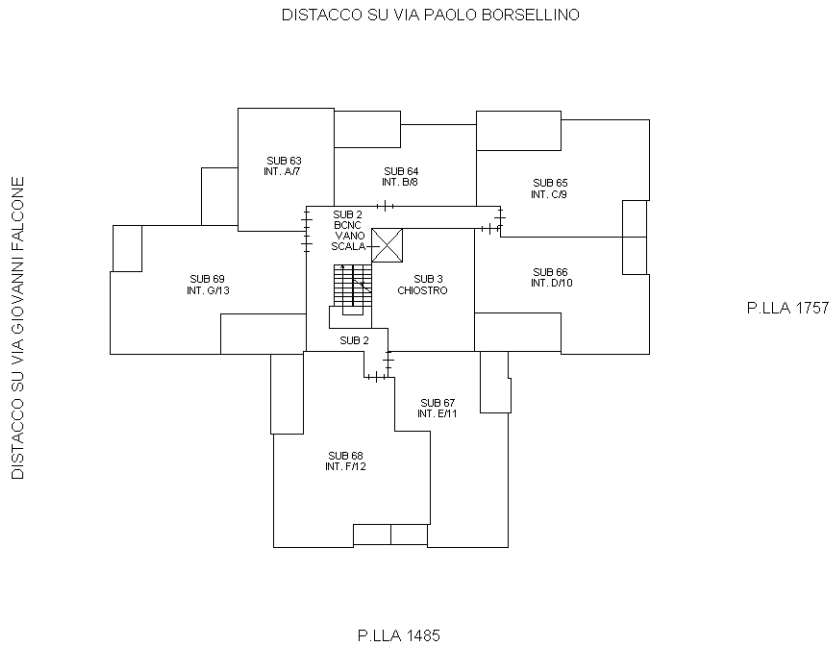 DISTACCO SU VIA PAOLO BORSELLINO
DISTACCO SU VIA GIOVANNI FALCONE
SUB 63
INT. A/7
SUB 64
INT. B/8
SUB 65
INT. C/9
SUB 2
BCNC
VANO
SCALA
SUB 69
INT. G/13
SUB 3
CHIOSTRO
SUB 66
INT. D/10
P.LLA 1757
SUB 2
SUB 67
INT. E/11
SUB 68
INT. F/12
P.LLA 1485